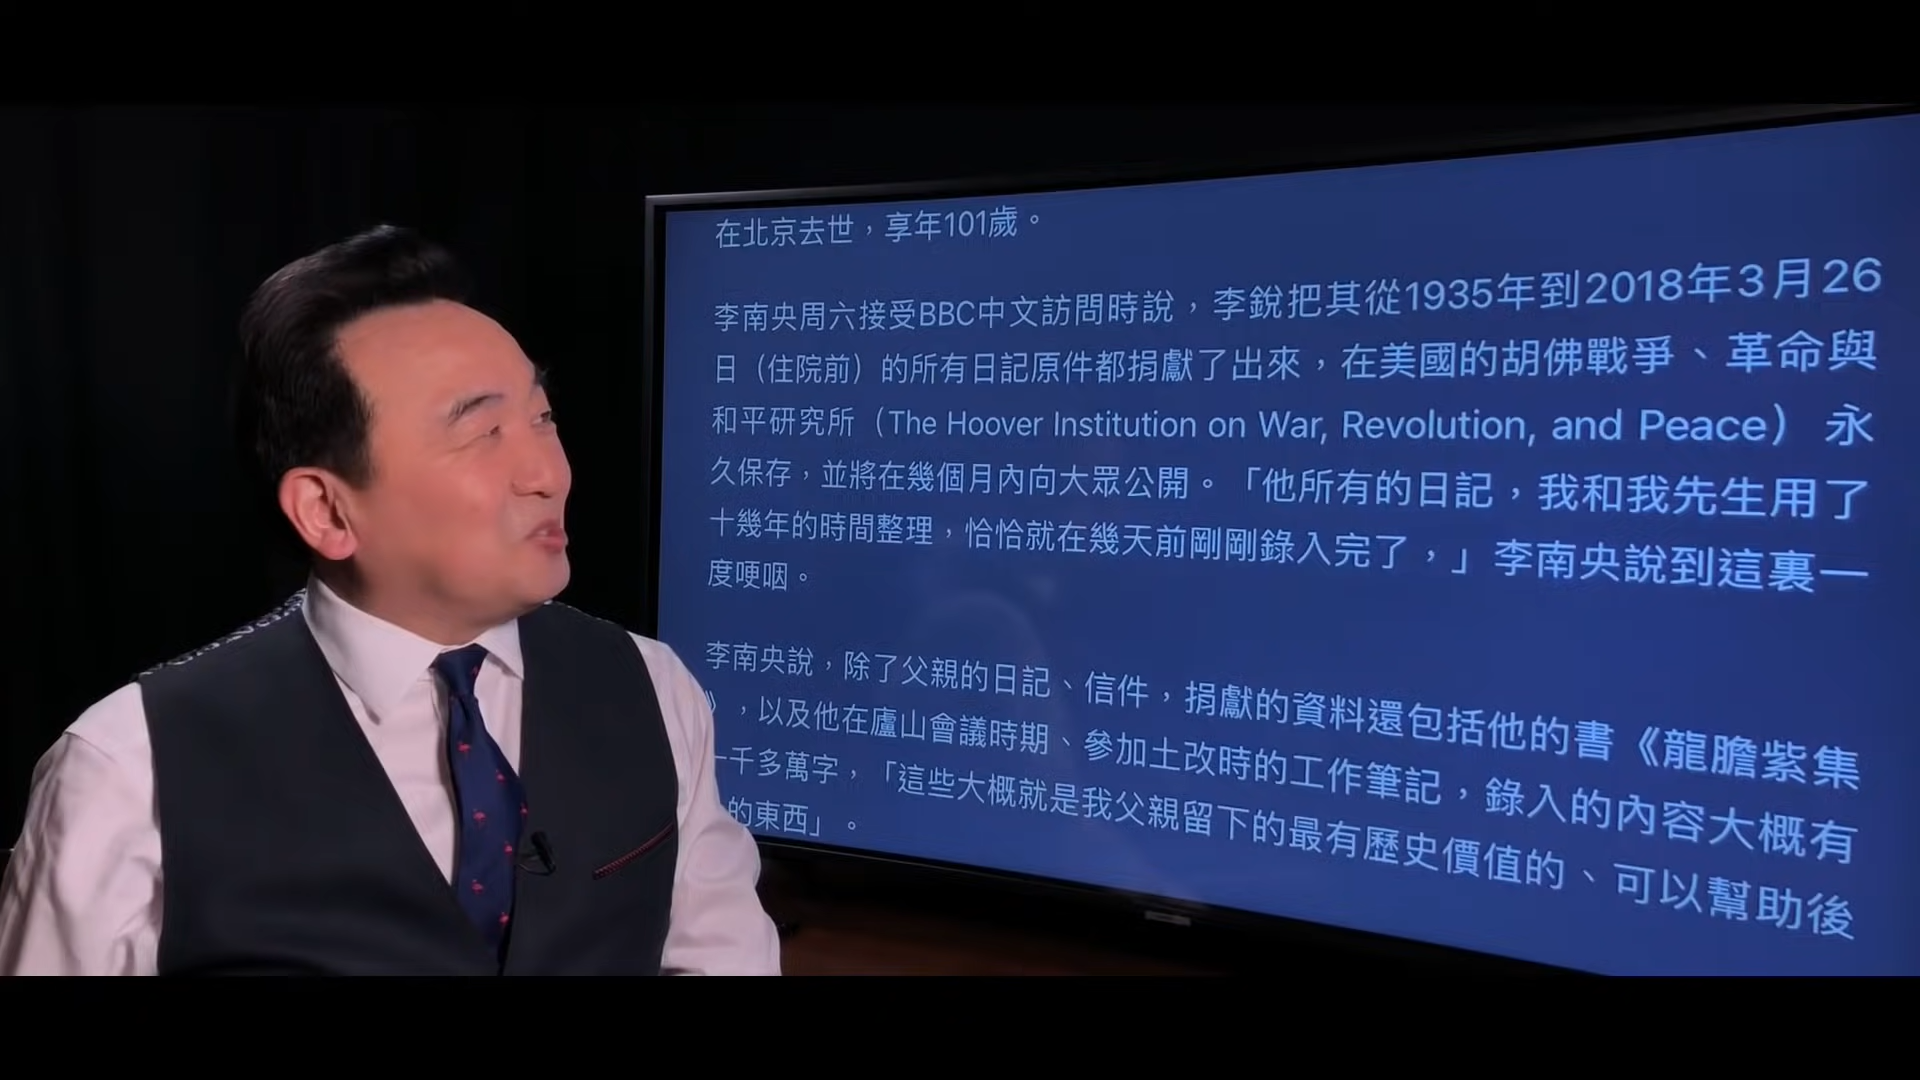 在北京去世，享年101歲。
李南央周六接受BBC中文訪問時說，李銳把其從1935年到2018年3月26
日（住院前）的所有日記原件都捐獻了出來，在美國的胡佛戰爭、革命與
和平研究所（The Hoover Institution on War, Revolution, and Peace）永
久保存，並將在幾個月內向大眾公開。「他所有的日記，我和我先生用了
十幾年的時間整理，恰恰就在幾天前剛剛錄入完了，」李南央說到這裏一
度哽咽。
李南央說，除了父親的日記、信件，捐獻的資料還包括他的書《龍膽紫集
》，以及他在廬山會議時期、參加土改時的工作筆記，錄入的內容大概有
一千多萬字，「這些大概就是我父親留下的最有歷史價值的、可以幫助後
的東西」。